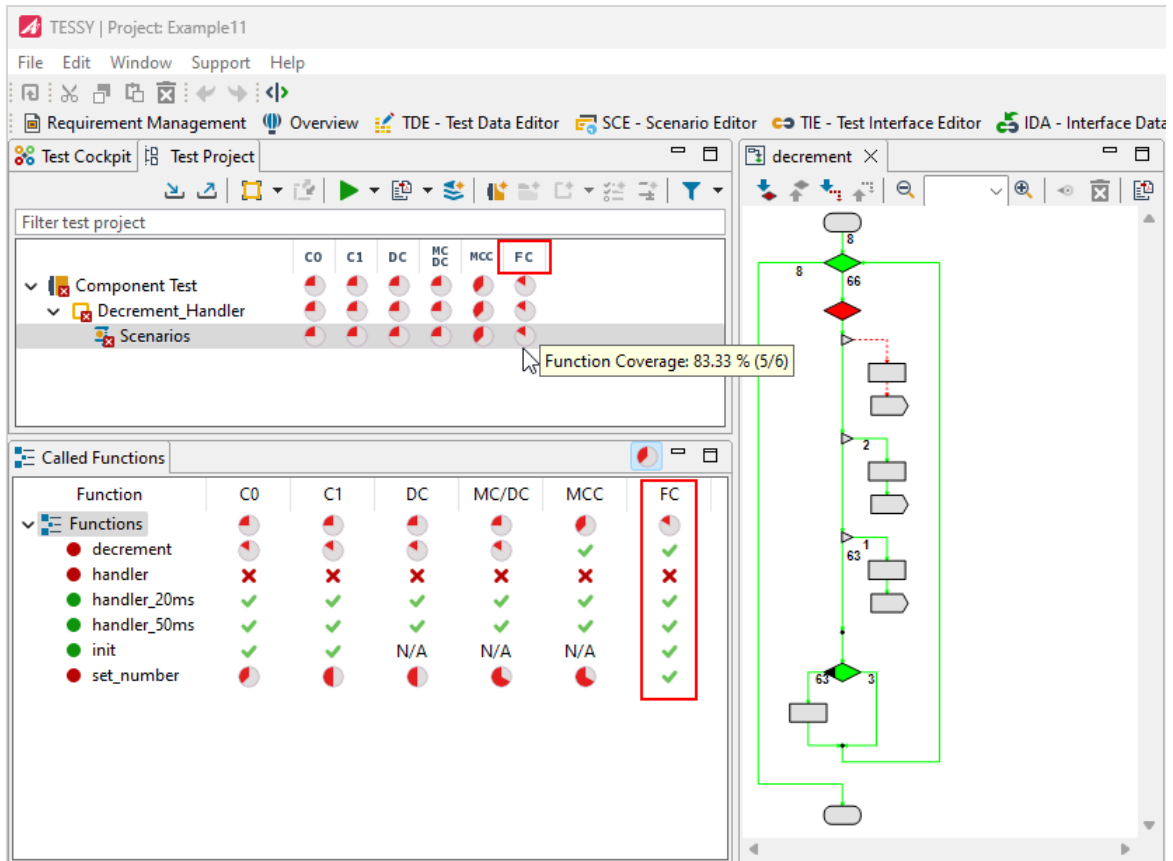 TESSY | Project: Example11
File Edit Window Support Help
Requirement Management Overview TDE - Test Data Editor SCE - Scenario Editor TIE - Test Interface Editor IDA - Interface Data
Test Cockpit Test Project
Filter test project
C0 C1 DC MC DC MCC FC
Component Test
Decrement_Handler
Scenarios
Function Coverage: 83.33 % (5/6)
Called Functions
Function C0 C1 DC MC/DC MCC FC
Functions
decrement
handler
handler_20ms
handler_50ms
init N/A N/A N/A
set_number
decrement
8
8
66
2
1
63
63
3